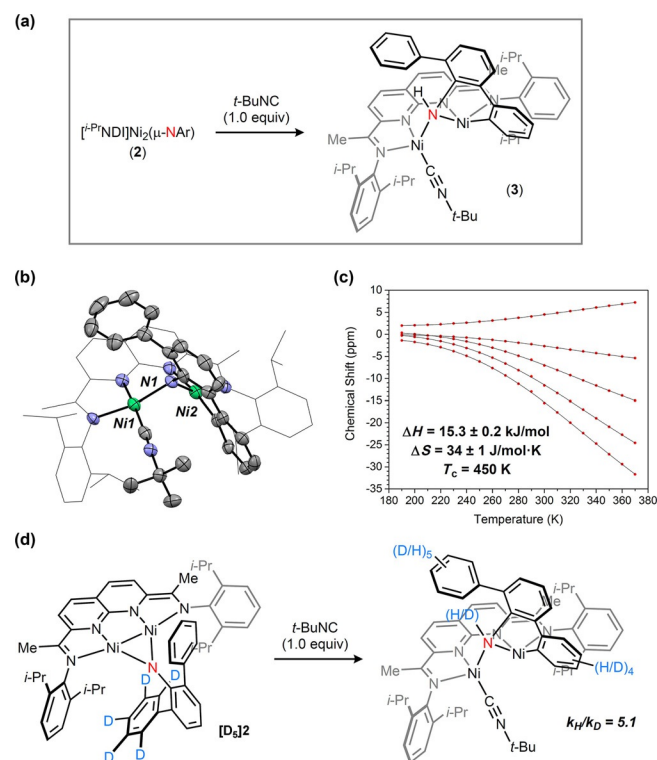 (a)
[i-PrNDI]Ni2(μ-NAr)
(2)
t-BuNC
(1.0 equiv)
i-Pr
Me
H
N
N
N
Ni
i-Pr
Me
N
Ni
i-Pr
i-Pr
C
N
t-Bu
(3)
(b)
N1
Ni1
Ni2
(c)
Chemical Shift (ppm)
10
5
0
-5
-10
-15
-20
-25
-30
-35
ΔH = 15.3 ± 0.2 kJ/mol
ΔS = 34 ± 1 J/mol·K
Tc = 450 K
180 200 220 240 260 280 300 320 340 360 380
Temperature (K)
(d)
Me
i-Pr
N
N
Ni
N
Ni
Me
N
i-Pr
N
i-Pr
i-Pr
D
D
D
D
D
[D5]2
t-BuNC
(1.0 equiv)
(D/H)5
i-Pr
Me
(H/D)
N
N
N
Ni
(H/D)4
Me
N
Ni
i-Pr
i-Pr
i-Pr
C
N
t-Bu
kH/kD = 5.1